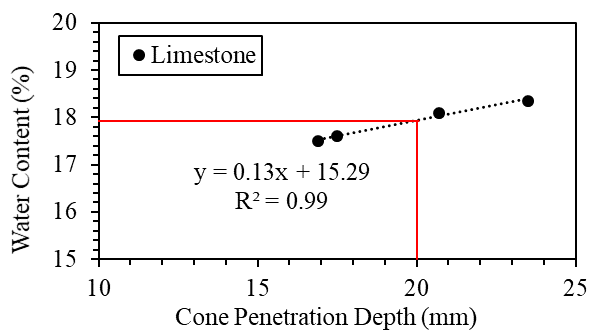 20
19
18
17
16
15
Water Content (%)
Limestone
y = 0.13x + 15.29
R² = 0.99
10
15
20
25
Cone Penetration Depth (mm)